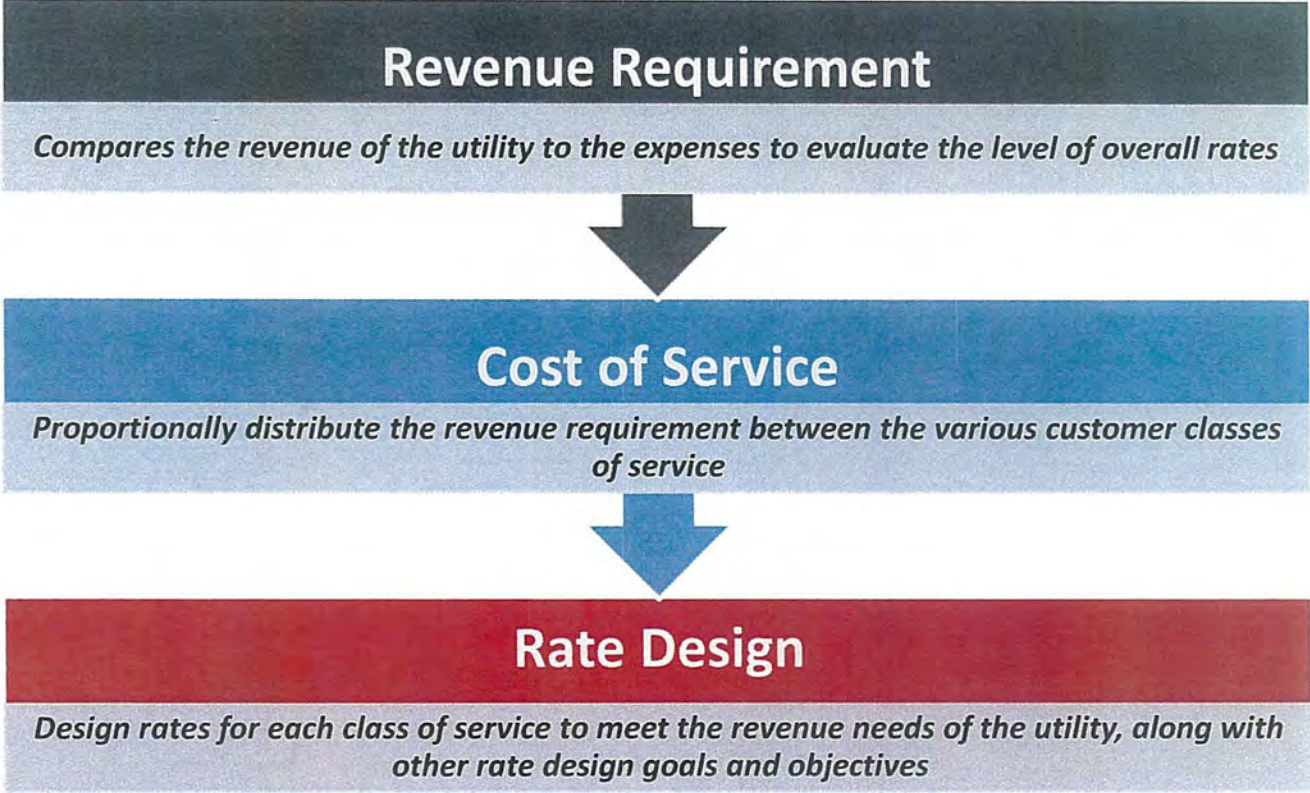 Revenue Requirement
Compares the revenue of the utility to the expenses to evaluate the level of overall rates
Cost of Service
Proportionally distribute the revenue requirement between the various customer classes
of service
Rate Design
Design rates for each class of service to meet the revenue needs of the utility, along with
other rate design goals and objectives